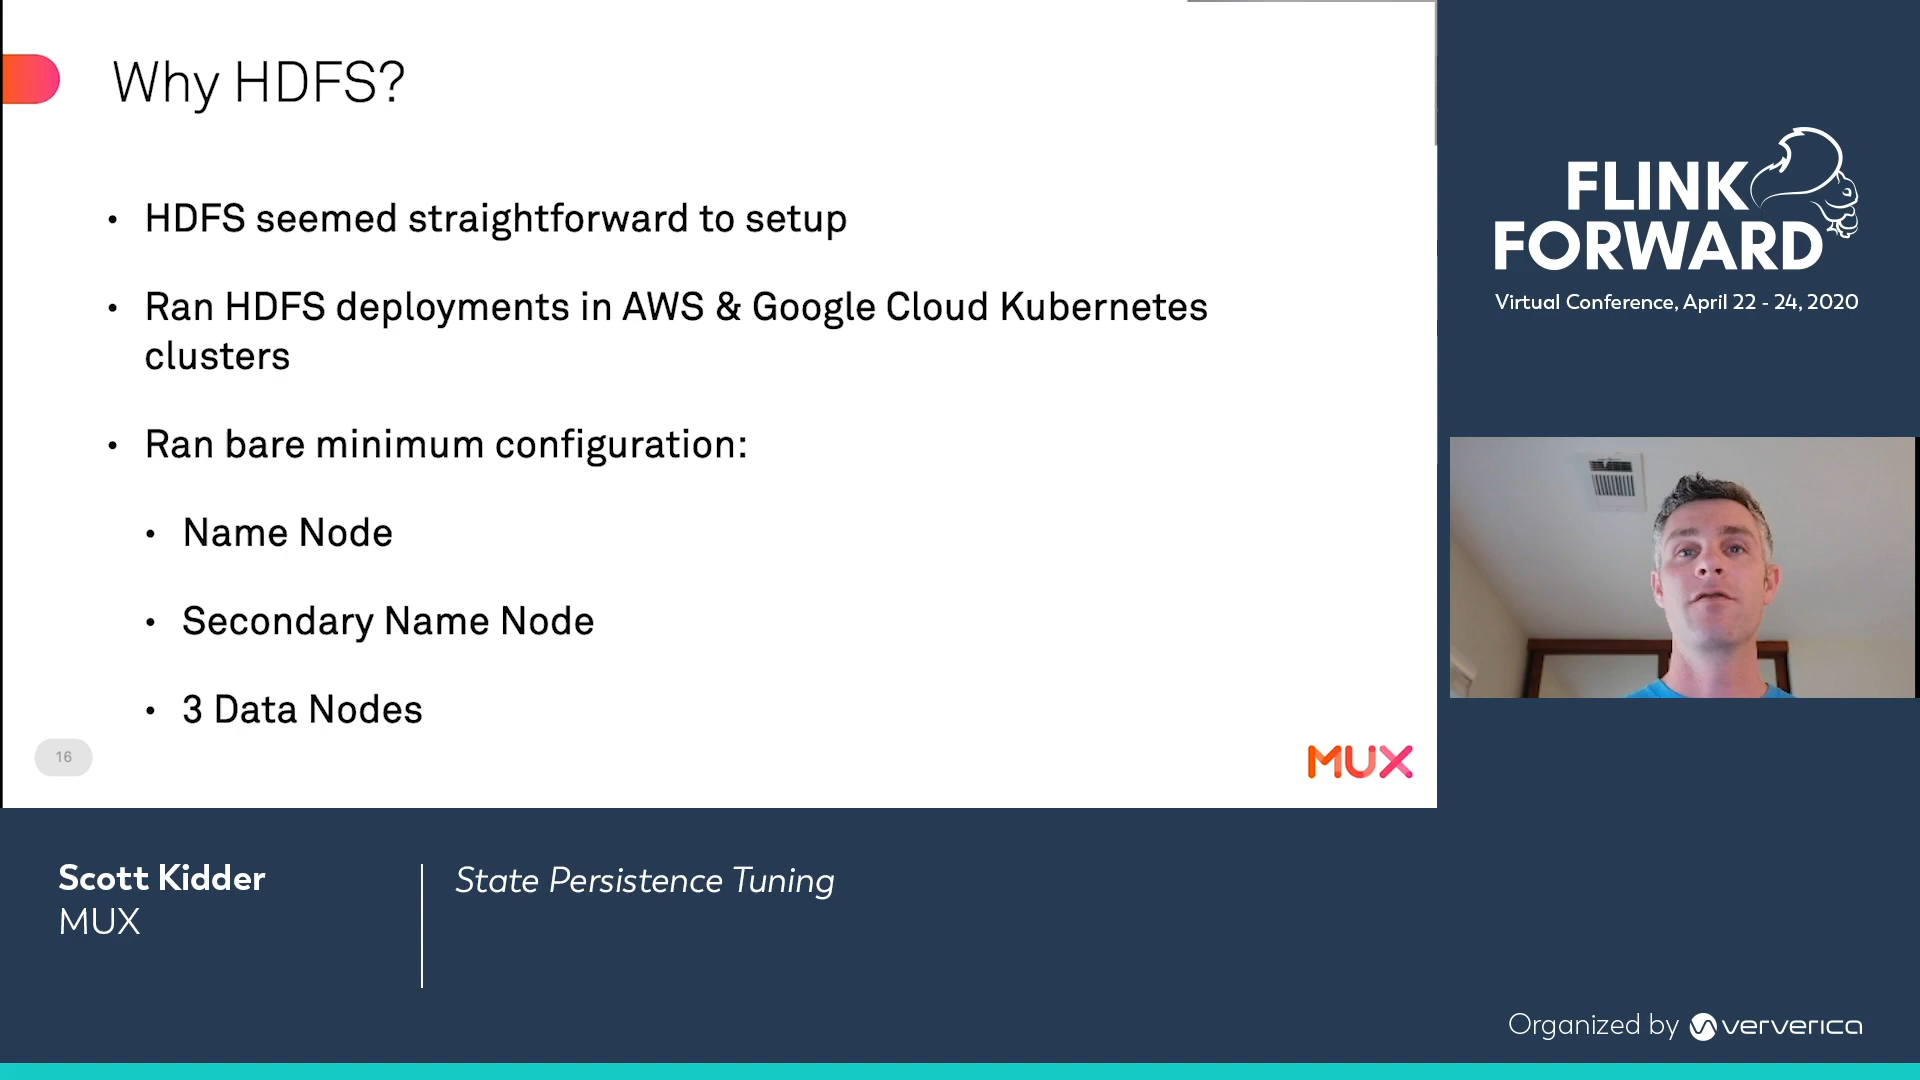 Why HDFS?
• HDFS seemed straightforward to setup
• Ran HDFS deployments in AWS & Google Cloud Kubernetes
clusters
• Ran bare minimum configuration:
• Name Node
• Secondary Name Node
• 3 Data Nodes
16
MUX
FLINK
FORWARD
Virtual Conference, April 22 - 24, 2020
Scott Kidder
MUX
State Persistence Tuning
Organized by ververica